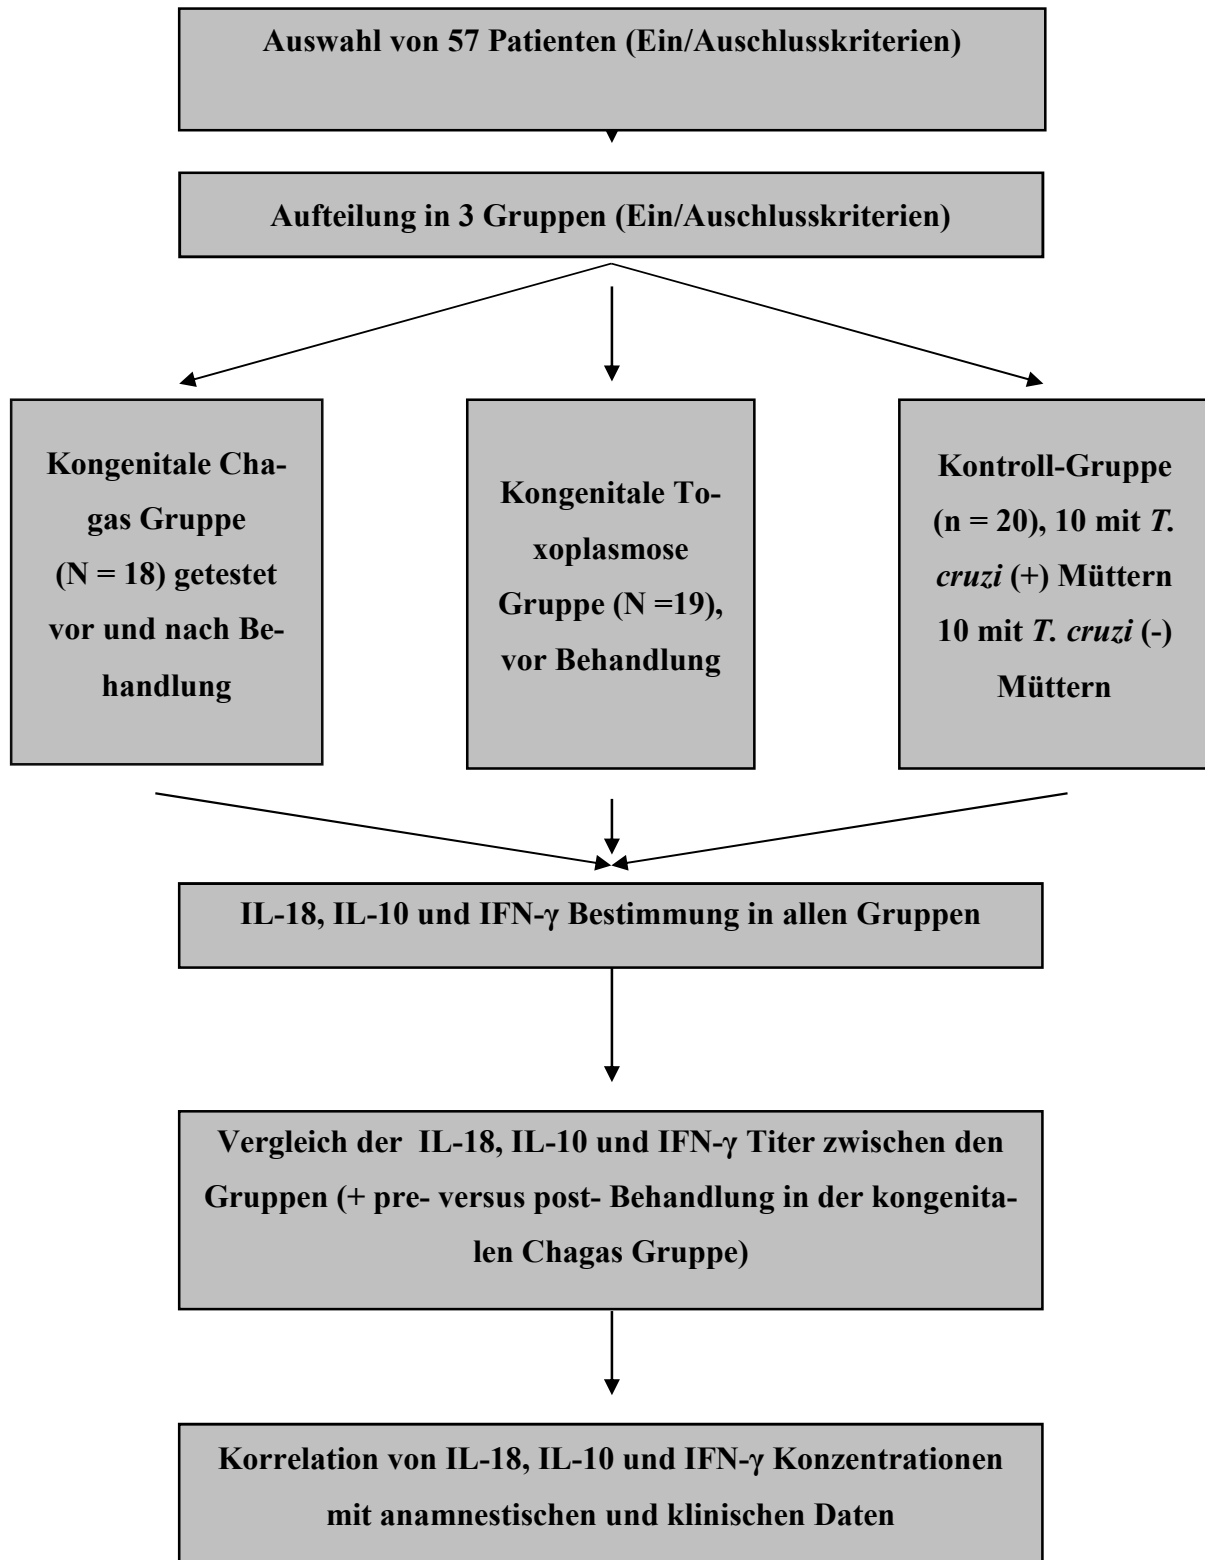 Auswahl von 57 Patienten (Ein/Auschlusskriterien)
Aufteilung in 3 Gruppen (Ein/Auschlusskriterien)
Kongenitale Cha-
gas Gruppe
(N = 18) getestet
vor und nach Be-
handlung
Kongenitale To-
xoplasmose
Gruppe (N =19),
vor Behandlung
Kontroll-Gruppe
(n = 20), 10 mit T.
cruzi (+) Müttern
10 mit T. cruzi (-)
Müttern
IL-18, IL-10 und IFN-γ Bestimmung in allen Gruppen
Vergleich der  IL-18, IL-10 und IFN-γ Titer zwischen den
Gruppen (+ pre- versus post- Behandlung in der kongenita-
len Chagas Gruppe)
Korrelation von IL-18, IL-10 und IFN-γ Konzentrationen
mit anamnestischen und klinischen Daten